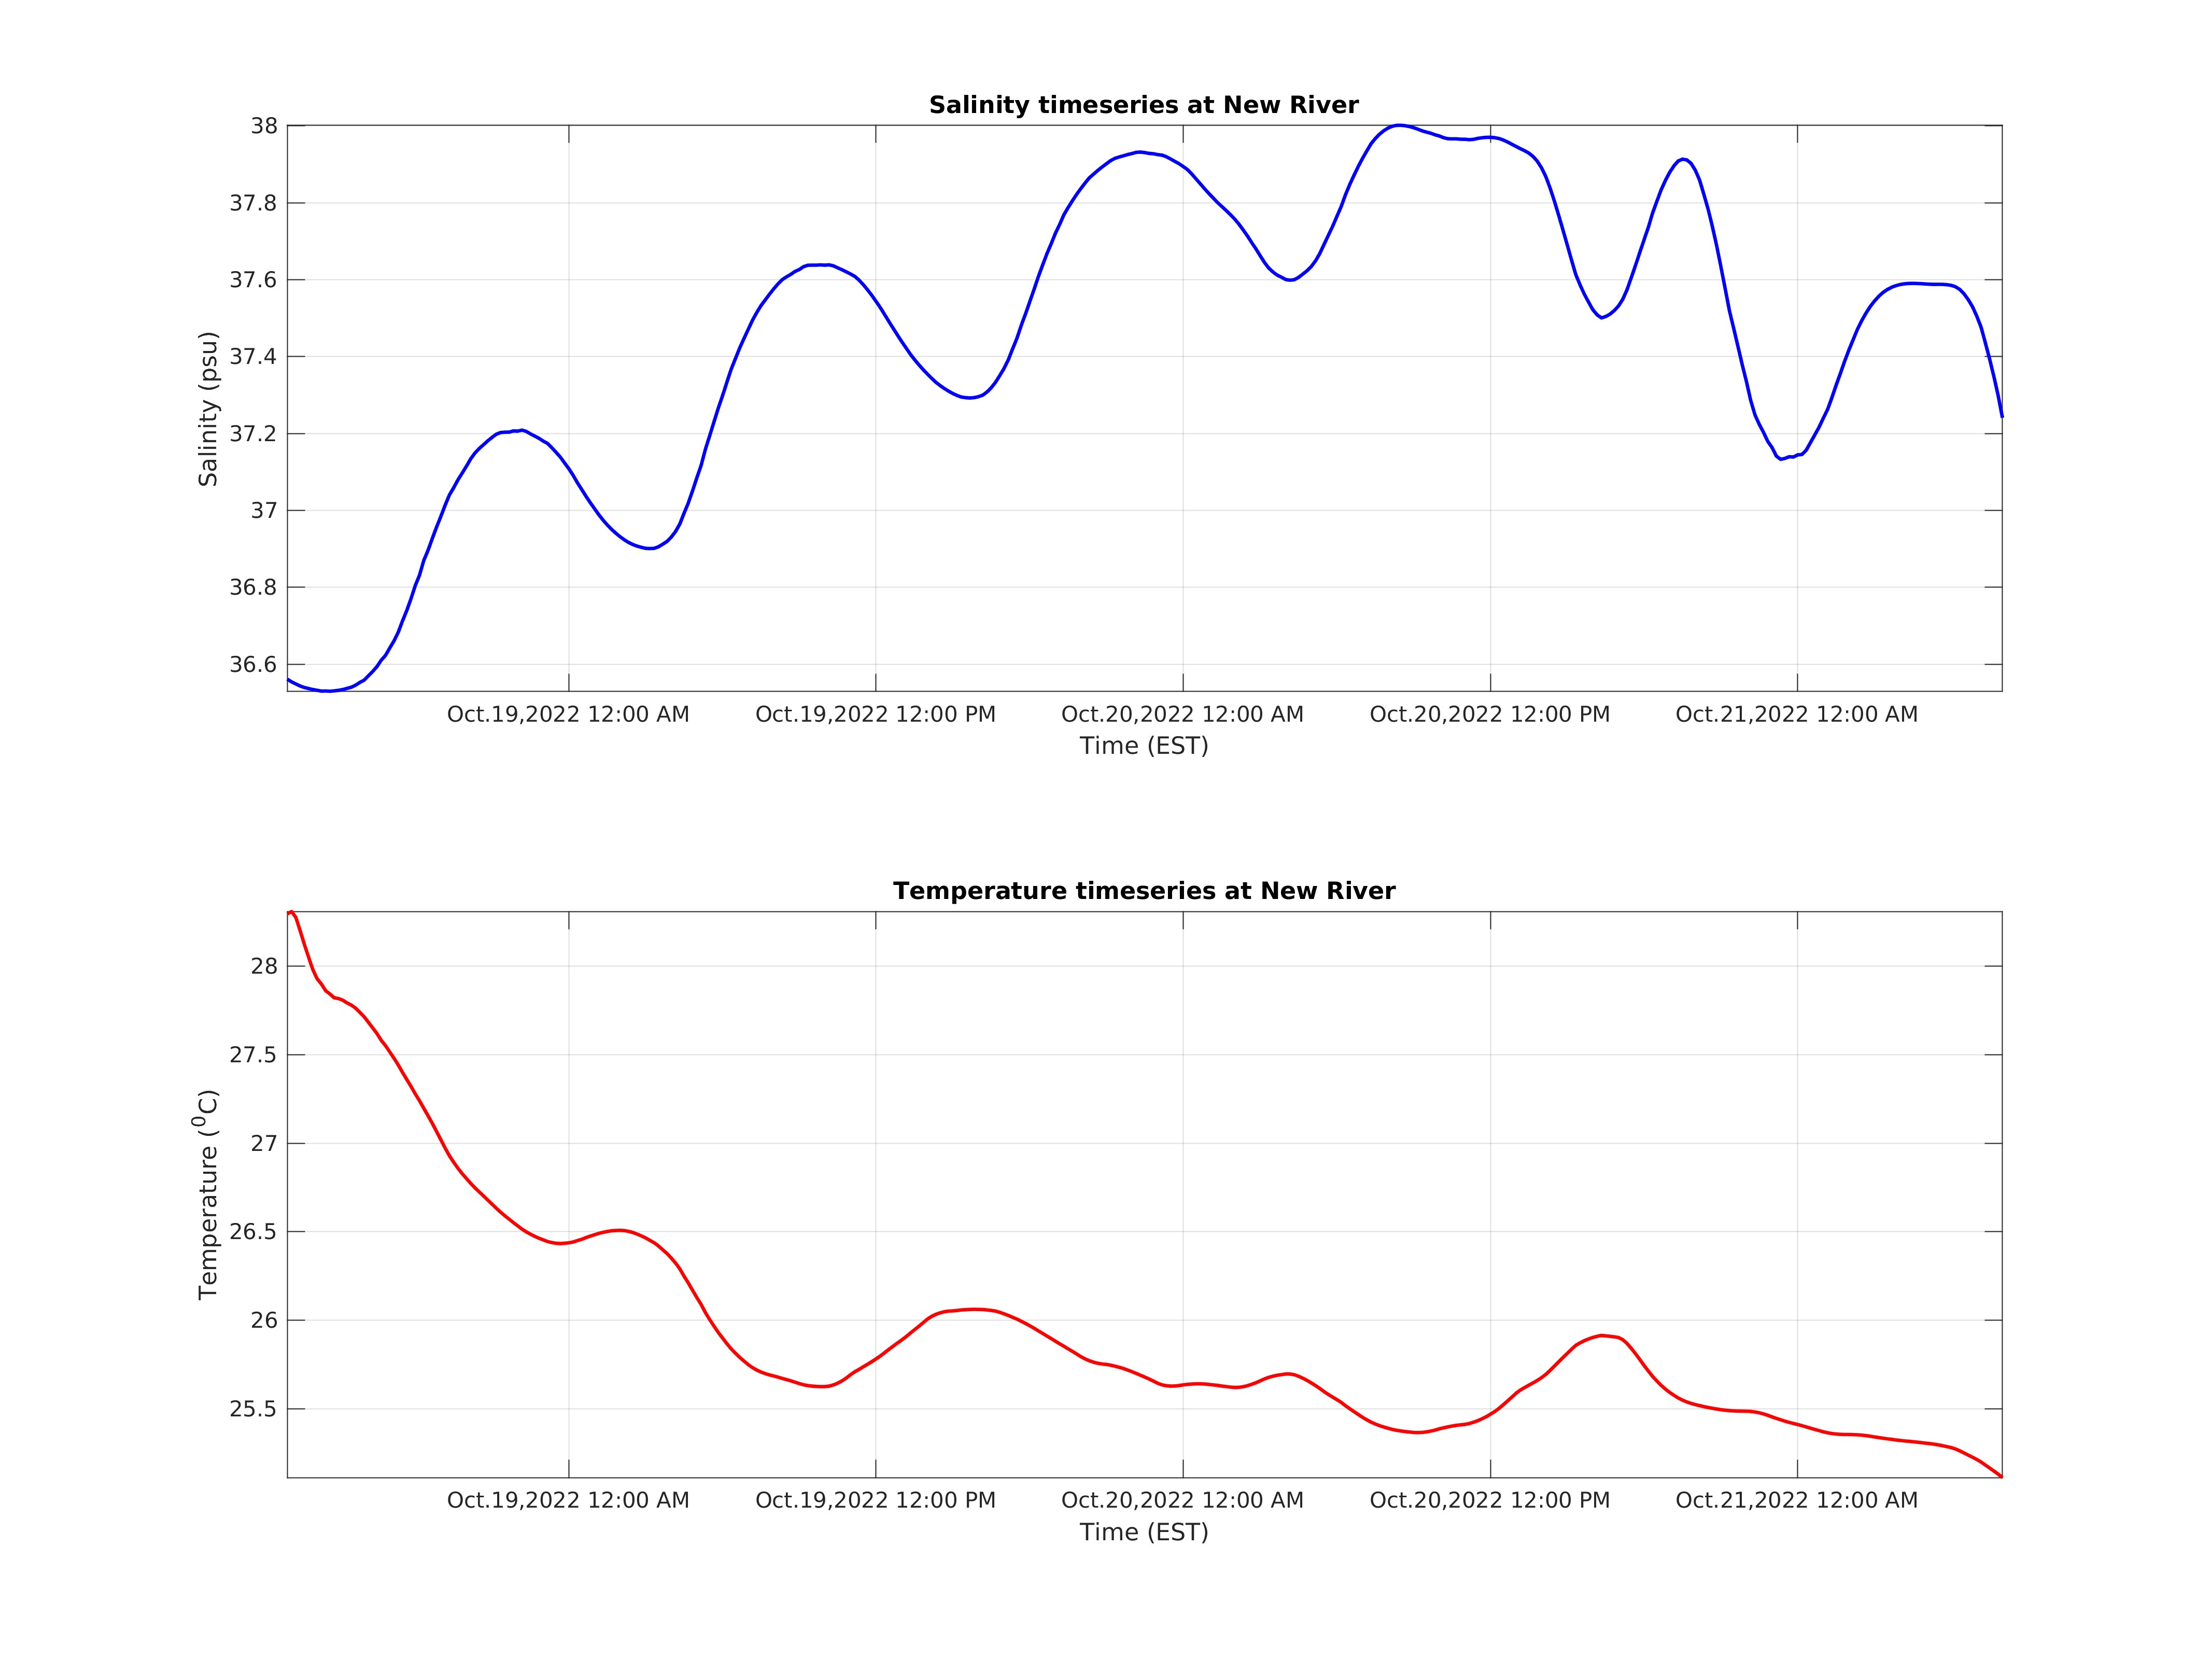 Salinity timeseries at New River
38
37.8
37.6
37.4
37.2
37
36.8
36.6
Salinity (psu)
Oct.19,2022 12:00 AM Oct.19,2022 12:00 PM Oct.20,2022 12:00 AM Oct.20,2022 12:00 PM Oct.21,2022 12:00 AM
Time (EST)
Temperature timeseries at New River
28
27.5
27
26.5
26
25.5
Temperature (⁰C)
Oct.19,2022 12:00 AM Oct.19,2022 12:00 PM Oct.20,2022 12:00 AM Oct.20,2022 12:00 PM Oct.21,2022 12:00 AM
Time (EST)